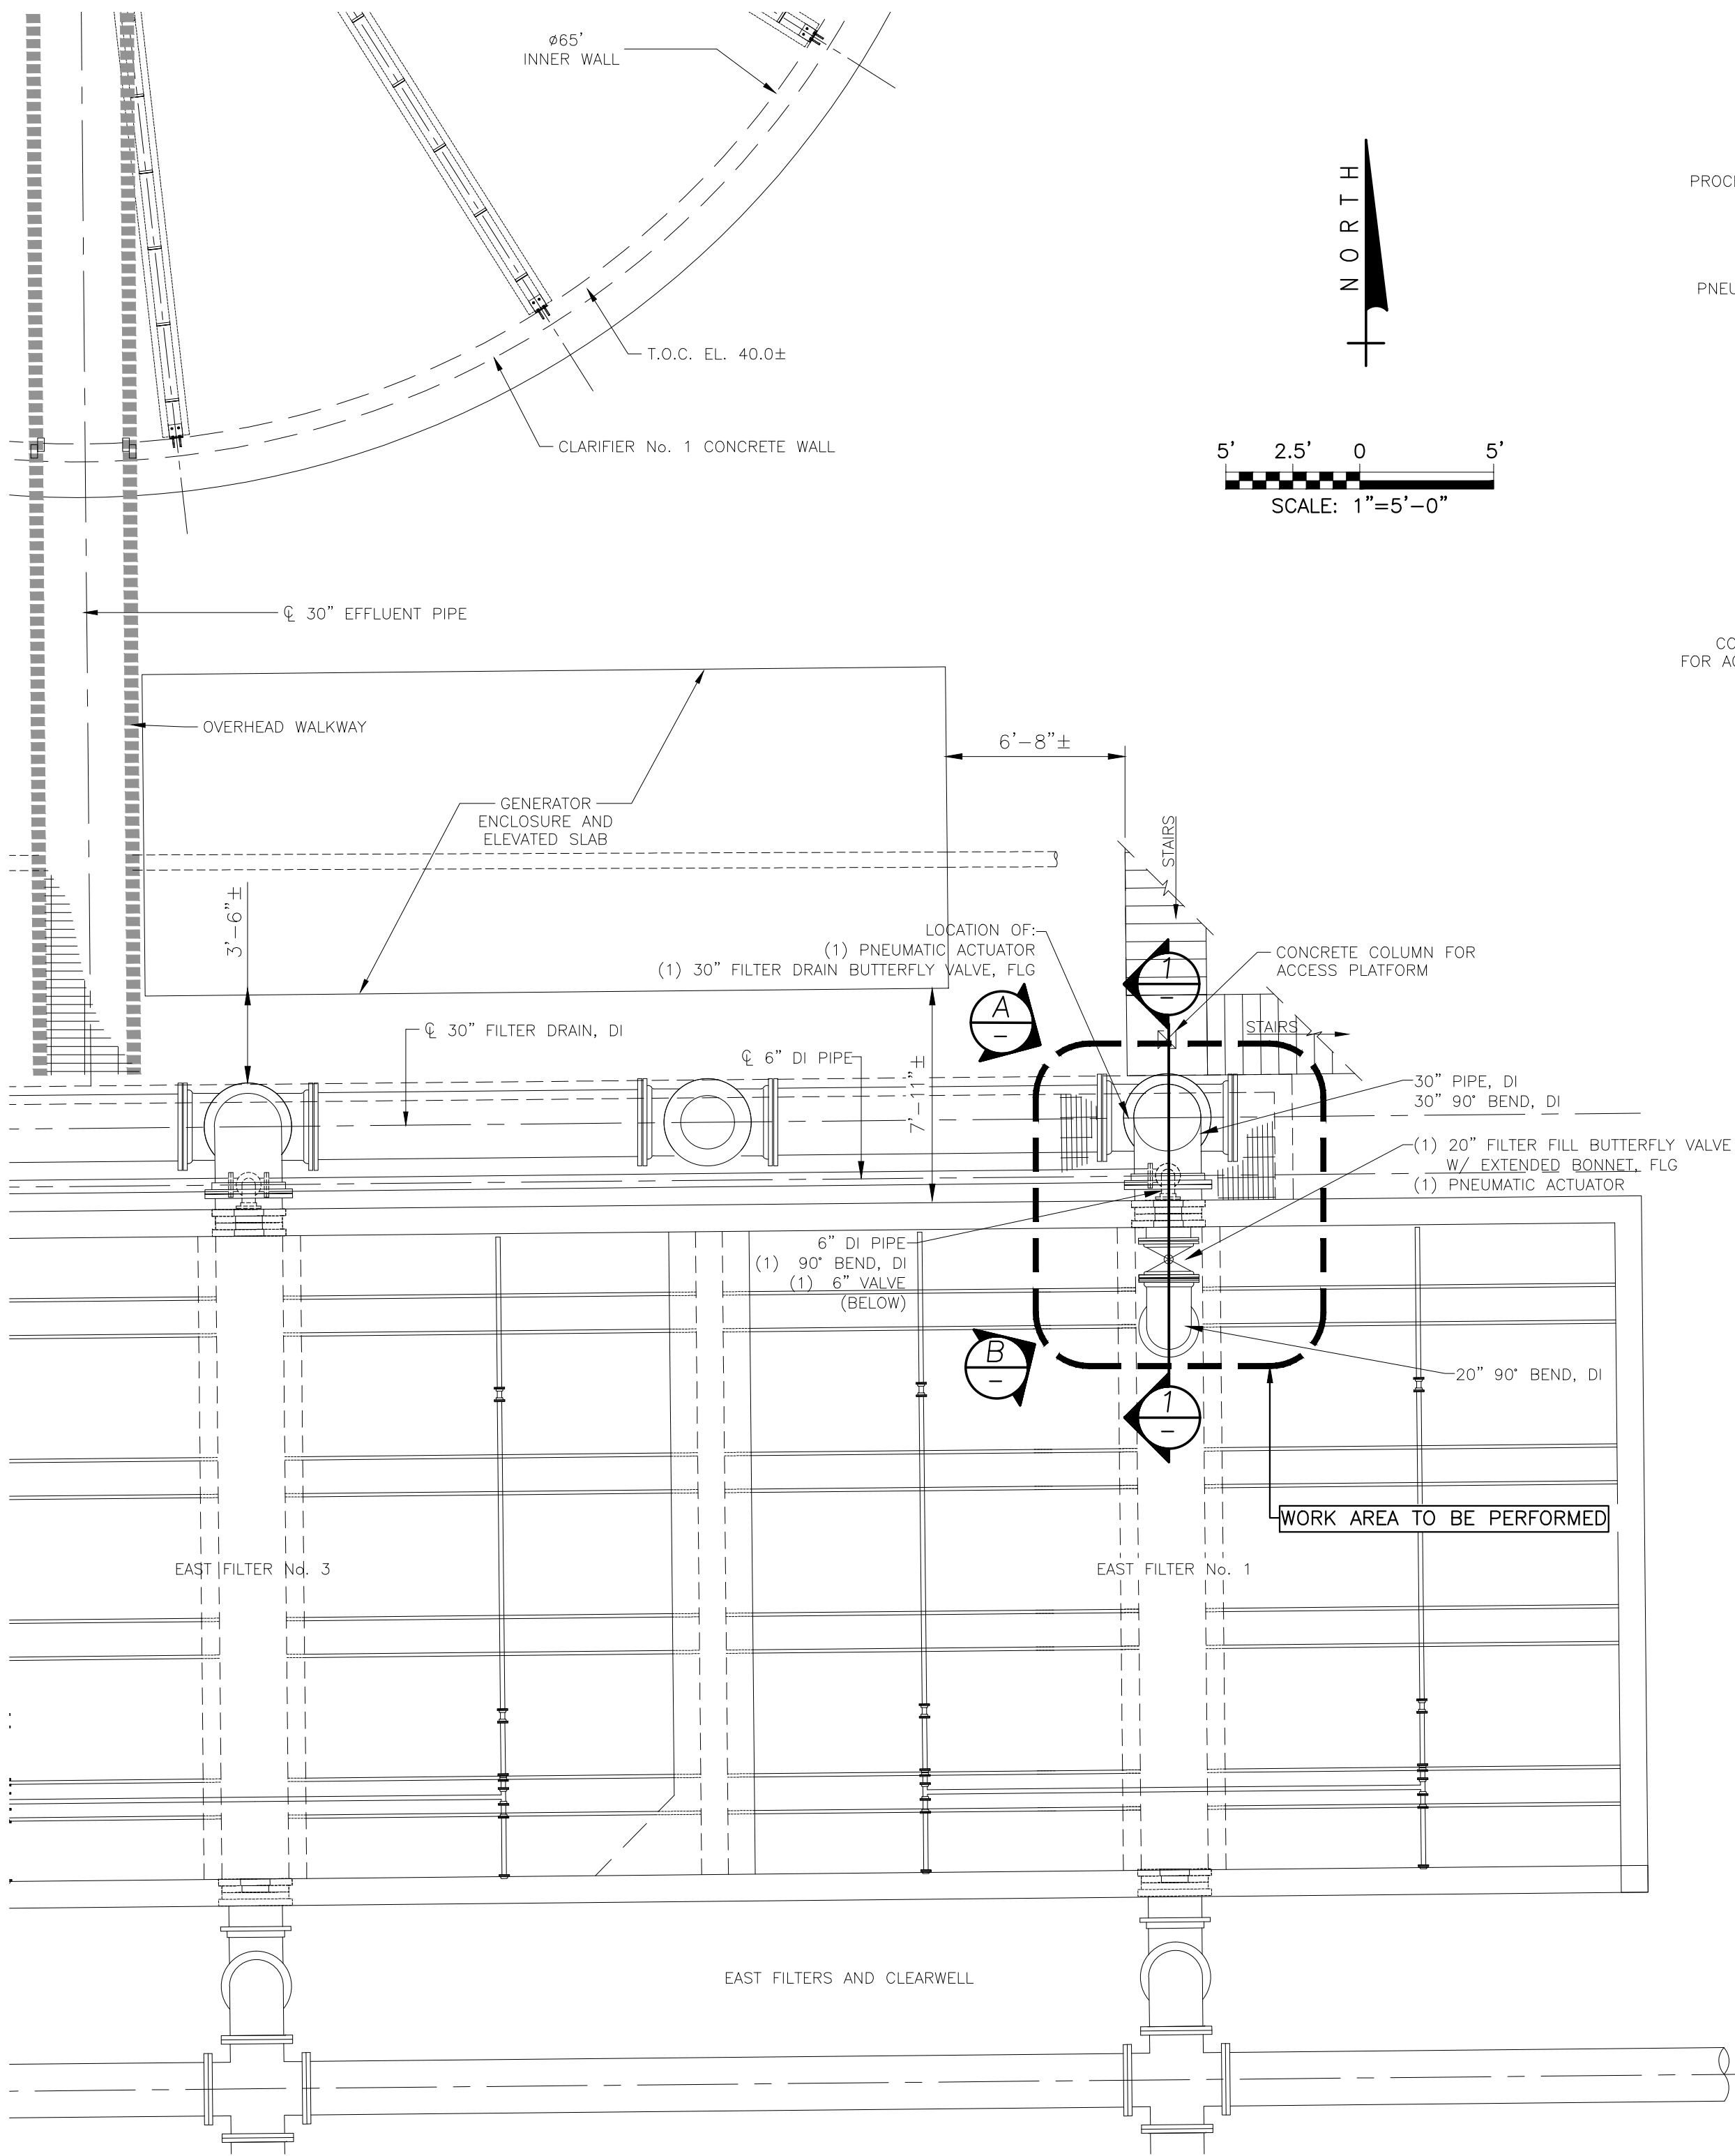 ø65'
INNER WALL
NORTH
T.O.C. EL. 40.0±
CLARIFIER No. 1 CONCRETE WALL
5' 2.5' 0 5'
SCALE: 1"=5'-0"
℄ 30" EFFLUENT PIPE
OVERHEAD WALKWAY
6'-8"±
GENERATOR
ENCLOSURE AND
ELEVATED SLAB
STAIRS
3'-6"±
LOCATION OF:
(1) PNEUMATIC ACTUATOR
(1) 30" FILTER DRAIN BUTTERFLY VALVE, FLG
1
-
CONCRETE COLUMN FOR
ACCESS PLATFORM
A
-
STAIRS
℄ 30" FILTER DRAIN, DI
℄ 6" DI PIPE
7'-11"±
30" PIPE, DI
30" 90° BEND, DI
(1) 20" FILTER FILL BUTTERFLY VALVE
W/ EXTENDED BONNET, FLG
(1) PNEUMATIC ACTUATOR
6" DI PIPE
(1) 90° BEND, DI
(1) 6" VALVE
(BELOW)
B
-
20" 90° BEND, DI
1
-
WORK AREA TO BE PERFORMED
EAST FILTER No. 3
EAST FILTER No. 1
EAST FILTERS AND CLEARWELL